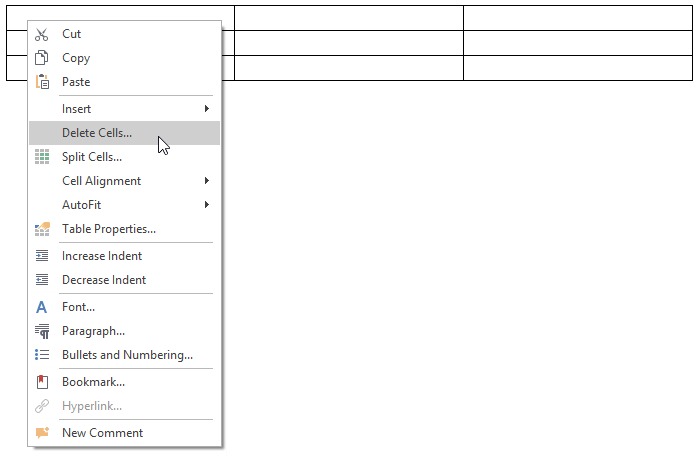 Cut
Copy
Paste
Insert
Delete Cells...
Split Cells...
Cell Alignment
AutoFit
Table Properties...
Increase Indent
Decrease Indent
Font...
Paragraph...
Bullets and Numbering...
Bookmark...
Hyperlink...
New Comment